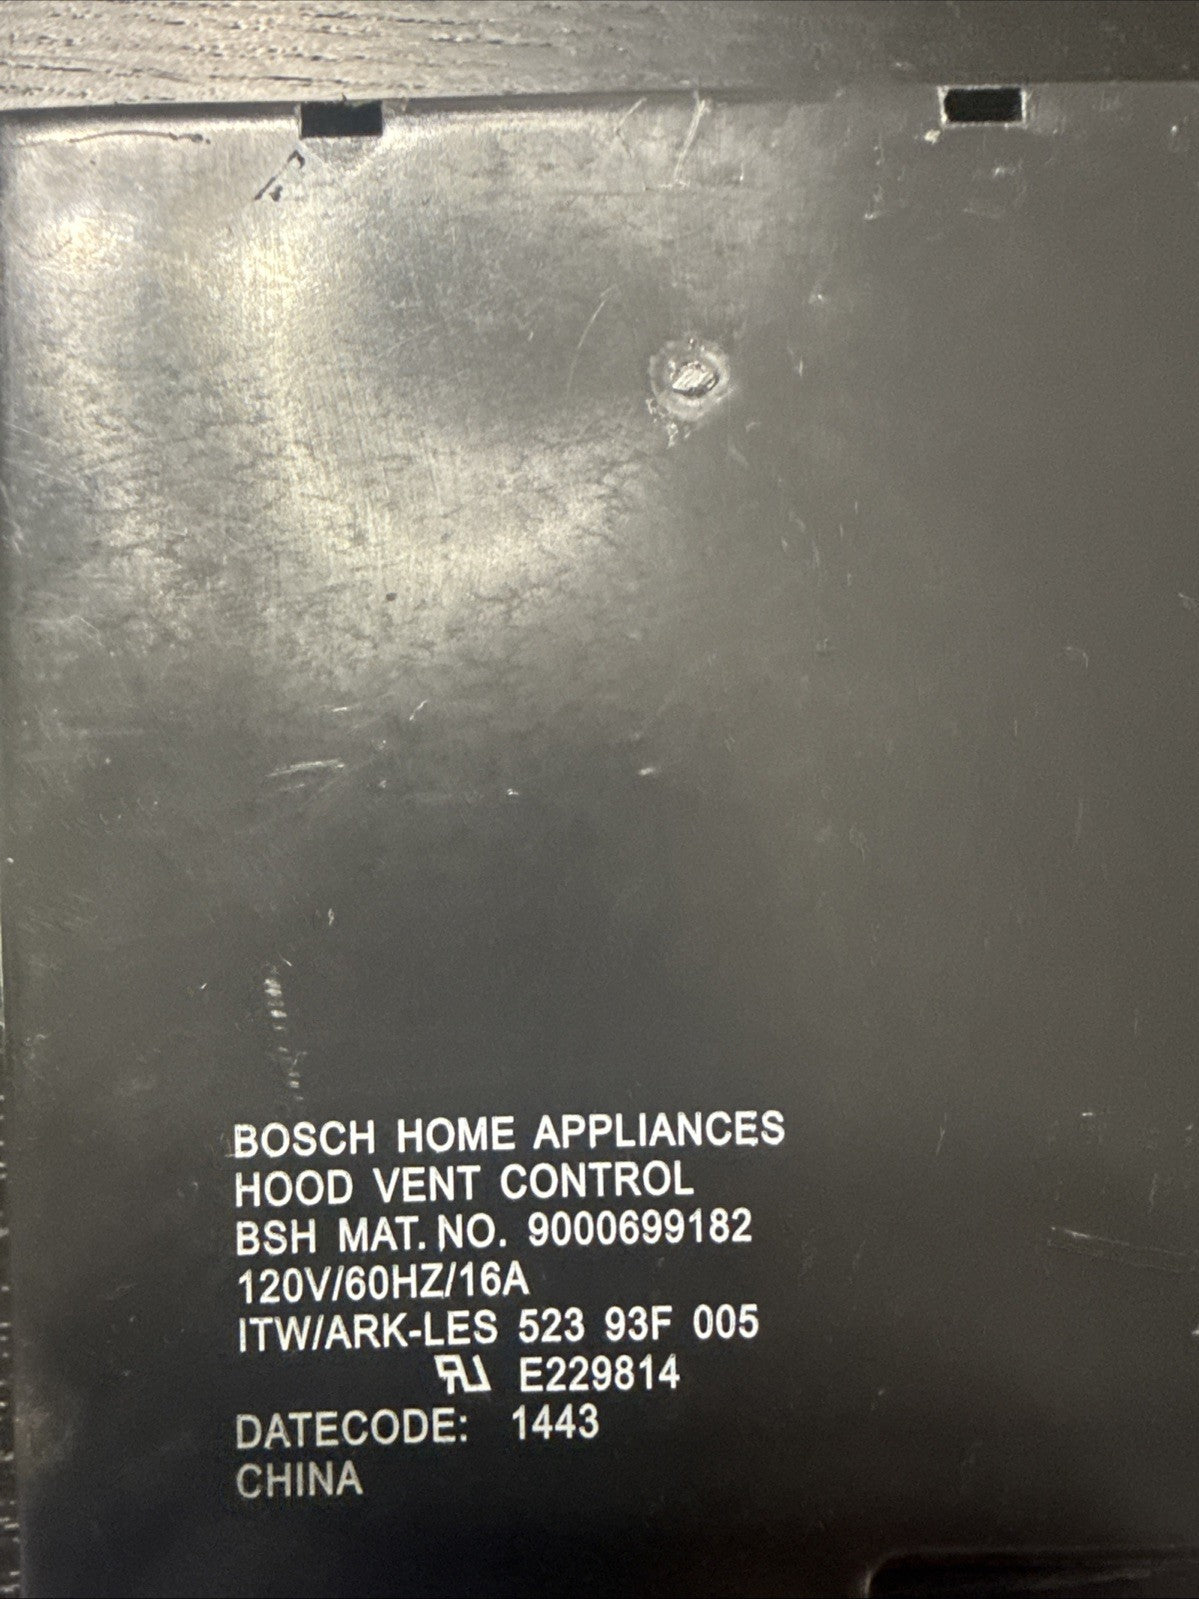 BOSCH HOME APPLIANCES
HOOD VENT CONTROL
BSH MAT. NO. 9000699182
120V/60HZ/16A
ITW/ARK-LES 523 93F 005
E229814
DATECODE: 1443
CHINA